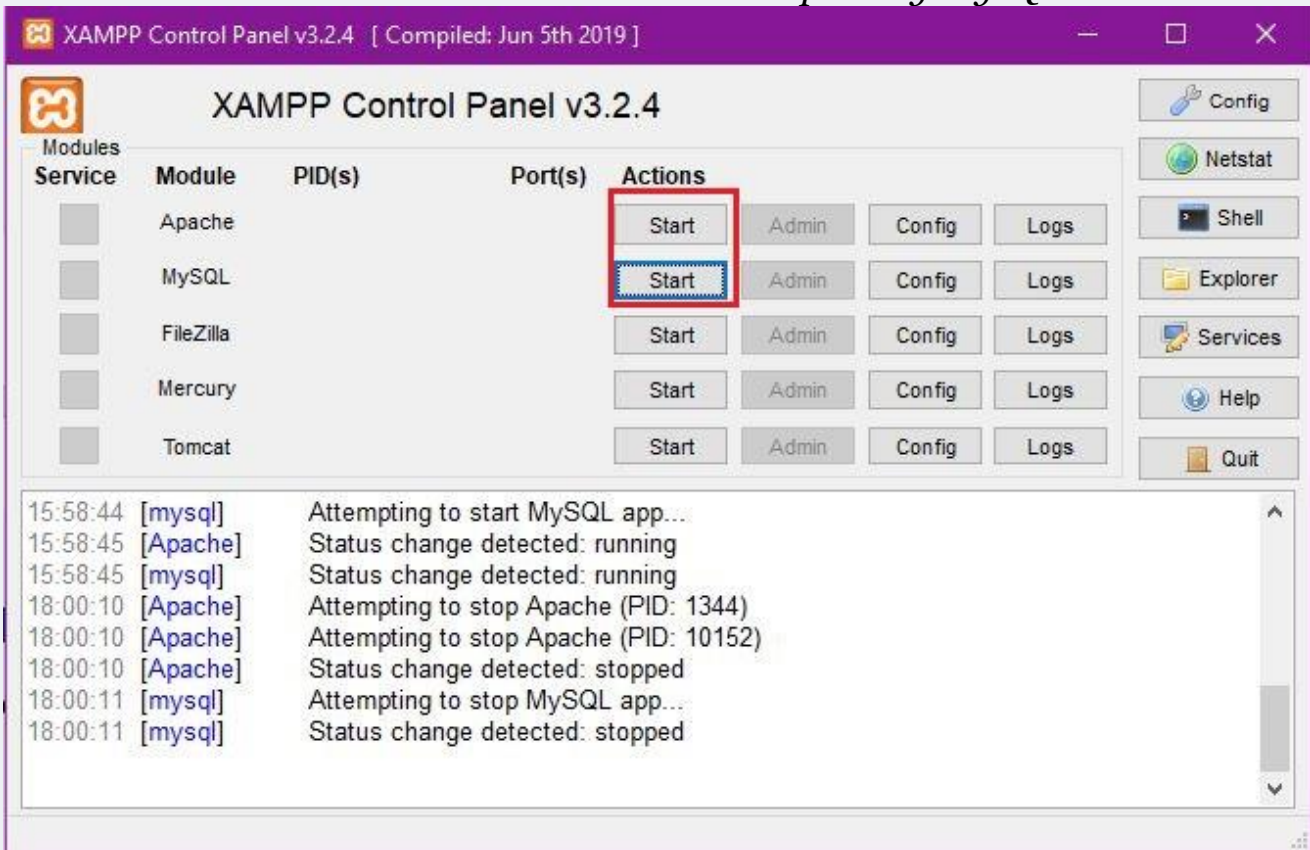 XAMPP Control Panel v3.2.4 [ Compiled: Jun 5th 2019 ]
XAMPP Control Panel v3.2.4
Config
Modules
Netstat
Service Module PID(s) Port(s) Actions
Apache Start Admin Config Logs
Shell
MySQL Start Admin Config Logs
Explorer
FileZilla Start Admin Config Logs
Services
Mercury Start Admin Config Logs
Help
Tomcat Start Admin Config Logs
Quit
15:58:44 [mysql] Attempting to start MySQL app...
15:58:45 [Apache] Status change detected: running
15:58:45 [mysql] Status change detected: running
18:00:10 [Apache] Attempting to stop Apache (PID: 1344)
18:00:10 [Apache] Attempting to stop Apache (PID: 10152)
18:00:10 [Apache] Status change detected: stopped
18:00:11 [mysql] Attempting to stop MySQL app...
18:00:11 [mysql] Status change detected: stopped